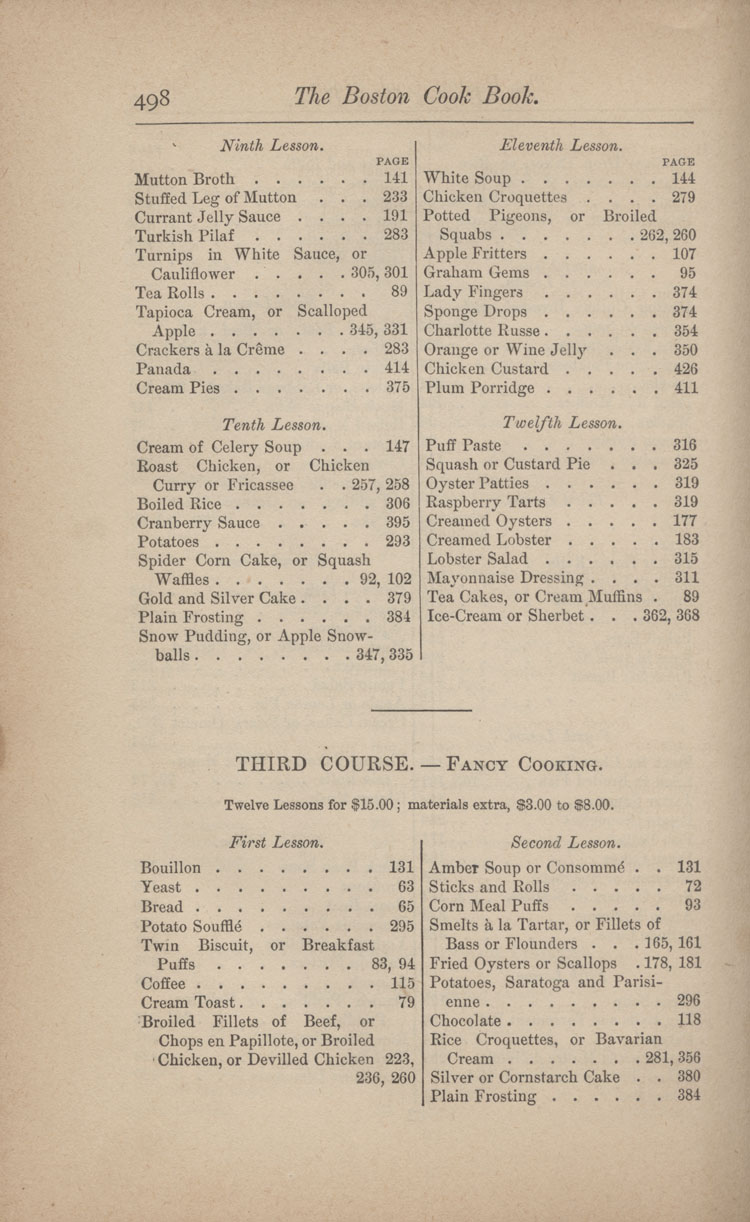 498 The Boston Cook Book.
Ninth Lesson.
PAGE
Mutton Broth . . . . . . 141
Stuffed Leg of Mutton . . . 233
Currant Jelly Sauce . . . . 191
Turkish Pilaf . . . . . . 283
Turnips in White Sauce, or
Cauliflower . . . . . 305, 301
Tea Rolls . . . . . . . . 89
Tapioca Cream, or Scalloped
Apple . . . . . . . 345, 331
Crackers à la Crême . . . . 283
Panada . . . . . . . . 414
Cream Pies . . . . . . . 375
Tenth Lesson.
Cream of Celery Soup . . . 147
Roast Chicken, or Chicken
Curry or Fricassee . . 257, 258
Boiled Rice . . . . . . . 306
Cranberry Sauce . . . . . 395
Potatoes . . . . . . . . 293
Spider Corn Cake, or Squash
Waffles . . . . . . . 92, 102
Gold and Silver Cake . . . . 379
Plain Frosting . . . . . . 384
Snow Pudding, or Apple Snow-
balls . . . . . . . . 347, 335
Eleventh Lesson.
PAGE
White Soup . . . . . . . 144
Chicken Croquettes . . . . 279
Potted Pigeons, or Broiled
Squabs . . . . . . . 262, 260
Apple Fritters . . . . . . 107
Graham Gems . . . . . . 95
Lady Fingers . . . . . . 374
Sponge Drops . . . . . . 374
Charlotte Russe . . . . . . 354
Orange or Wine Jelly . . . 350
Chicken Custard . . . . . 426
Plum Porridge . . . . . . 411
Twelfth Lesson.
Puff Paste . . . . . . . 316
Squash or Custard Pie . . . 325
Oyster Patties . . . . . . 319
Raspberry Tarts . . . . . 319
Creamed Oysters . . . . . 177
Creamed Lobster . . . . . 183
Lobster Salad . . . . . . 315
Mayonnaise Dressing . . . . 311
Tea Cakes, or Cream Muffins . 89
Ice-Cream or Sherbet . . . 362, 368
THIRD COURSE. — FANCY COOKING.
Twelve Lessons for $15.00; materials extra, $3.00 to $8.00.
First Lesson.
Bouillon . . . . . . . . 131
Yeast . . . . . . . . . 63
Bread . . . . . . . . . 65
Potato Soufflé . . . . . . 295
Twin Biscuit, or Breakfast
Puffs . . . . . . . 83, 94
Coffee . . . . . . . . . 115
Cream Toast . . . . . . . 79
Broiled Fillets of Beef, or
Chops en Papillote, or Broiled
Chicken, or Devilled Chicken 223,
236, 260
Second Lesson.
Amber Soup or Consommé . . 131
Sticks and Rolls . . . . . 72
Corn Meal Puffs . . . . . 93
Smelts à la Tartar, or Fillets of
Bass or Flounders . . . 165, 161
Fried Oysters or Scallops . 178, 181
Potatoes, Saratoga and Parisi-
enne . . . . . . . . . 296
Chocolate . . . . . . . . 118
Rice Croquettes, or Bavarian
Cream . . . . . . . 281, 356
Silver or Cornstarch Cake . . 380
Plain Frosting . . . . . . 384